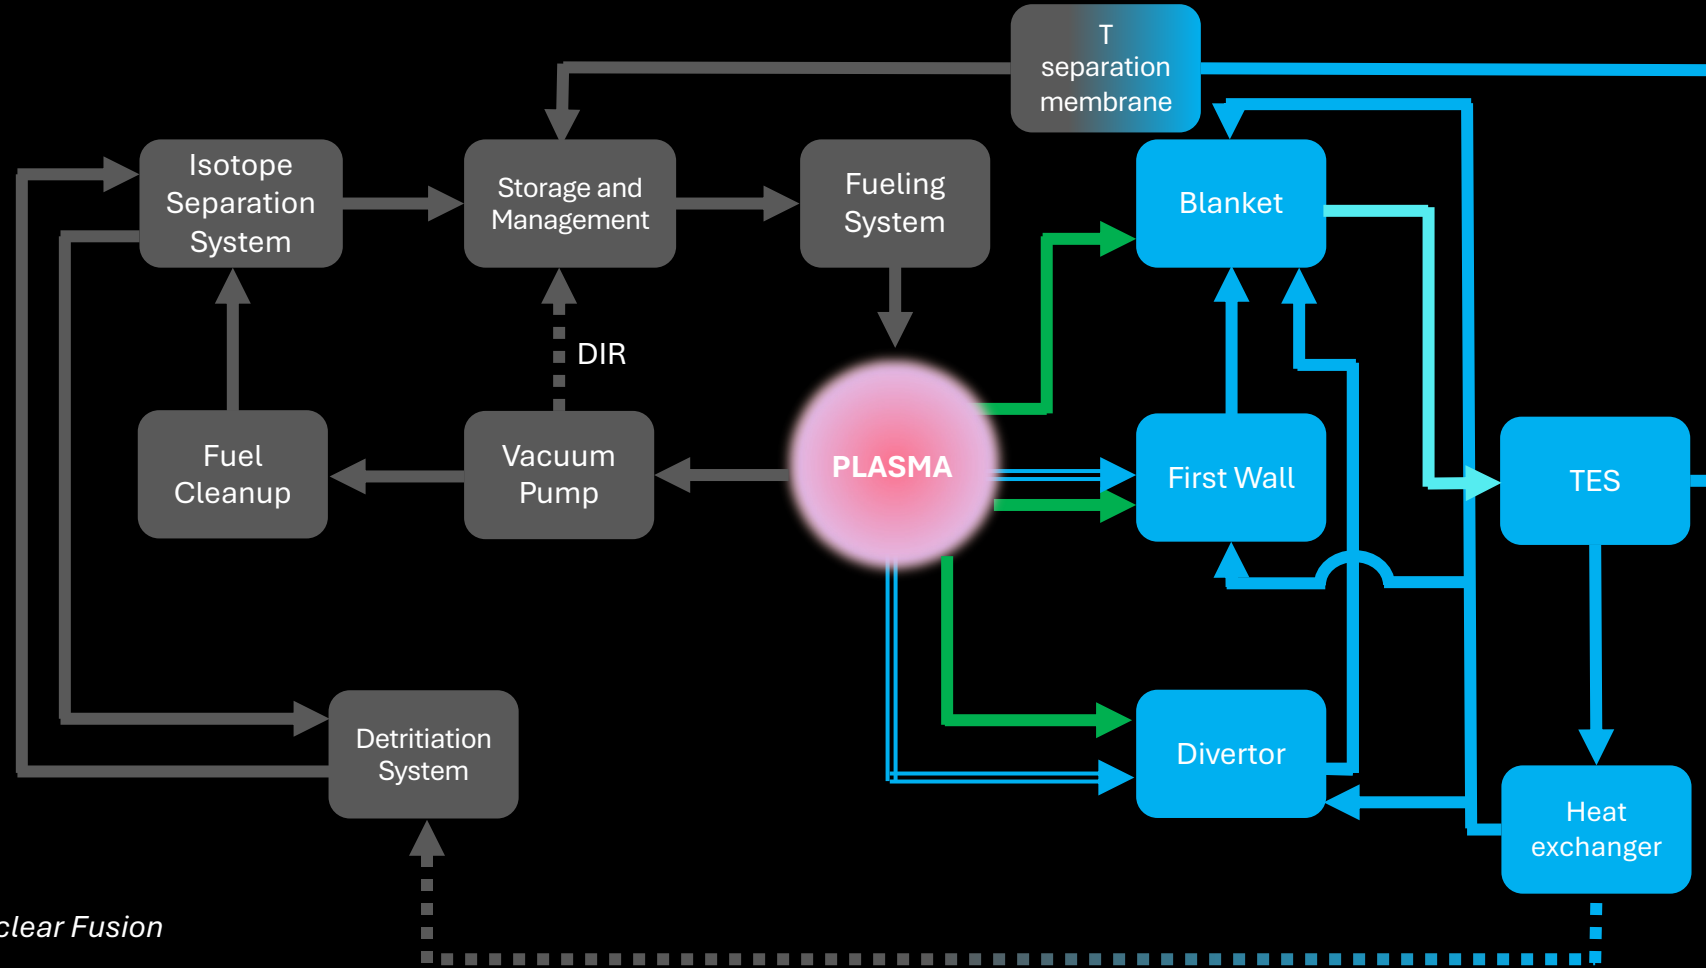 T
separation
membrane
Isotope
Separation
System
Storage and
Management
Fueling
System
Blanket
DIR
Fuel
Cleanup
Vacuum
Pump
PLASMA
First Wall
TES
Detritiation
System
Divertor
Heat
exchanger
clear Fusion